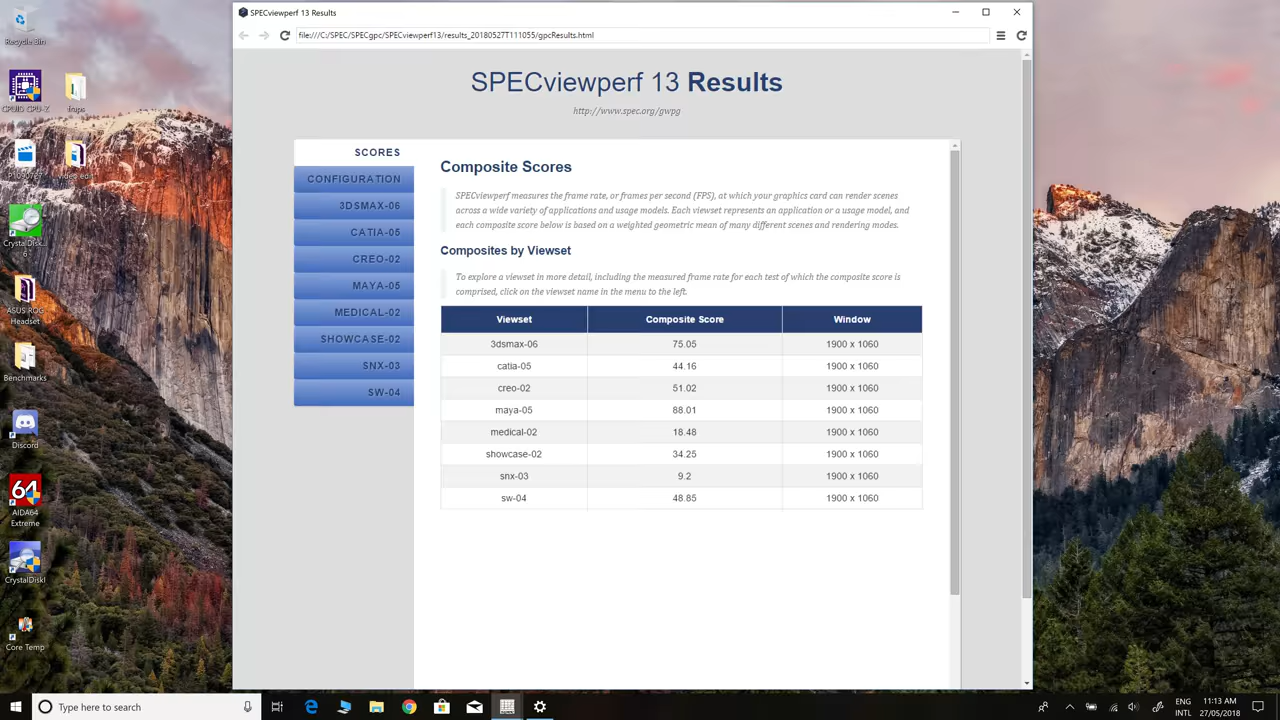 SPECviewperf 13 Results
file:///C:/SPEC/SPECgpc/SPECviewperf13/results_20180527T111055/gpcResults.html
SPECviewperf 13 Results
http://www.spec.org/gwpg
SCORES
CONFIGURATION
3DSMAX-06
CATIA-05
CREO-02
MAYA-05
MEDICAL-02
SHOWCASE-02
SNX-03
SW-04
Composite Scores
SPECviewperf measures the frame rate, or frames per second (FPS), at which your graphics card can render scenes
across a wide variety of applications and usage models. Each viewset represents an application or a usage model, and
each composite score below is based on a weighted geometric mean of many different scenes and rendering modes.
Composites by Viewset
To explore a viewset in more detail, including the measured frame rate for each test of which the composite score is
comprised, click on the viewset name in the menu to the left.
Viewset Composite Score Window
3dsmax-06 75.05 1900 x 1060
catia-05 44.16 1900 x 1060
creo-02 51.02 1900 x 1060
maya-05 88.01 1900 x 1060
medical-02 18.48 1900 x 1060
showcase-02 34.25 1900 x 1060
snx-03 9.2 1900 x 1060
sw-04 48.85 1900 x 1060
Recycle Bin
CPUID CPU-Z
fraps
P1090727
video edit
CrystalDisk...
6
ASUS ROG
Headset
Benchmarks
Discord
64
AIDA64
Extreme
CrystalDiskI
Core Temp
Type here to search
ENG
INTL
11:13 AM
27/05/2018